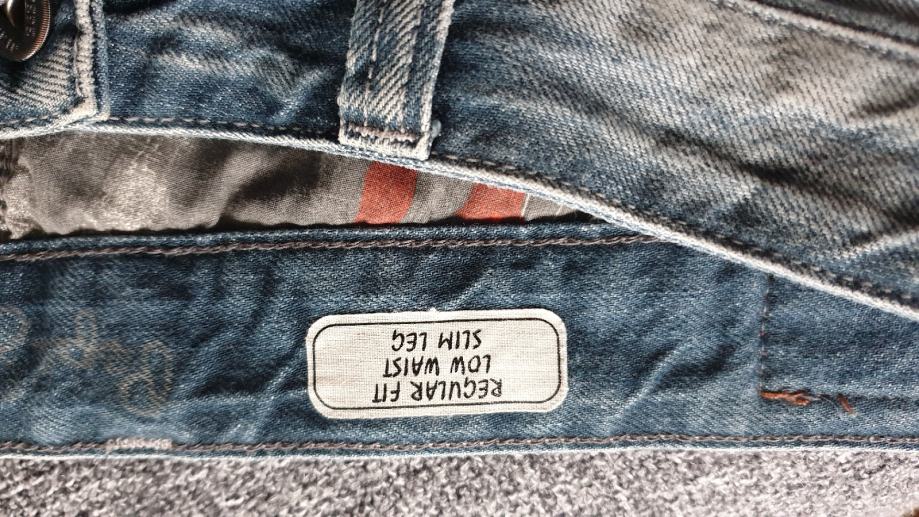 REGULAR FIT
LOW WAIST
SLIM LEG